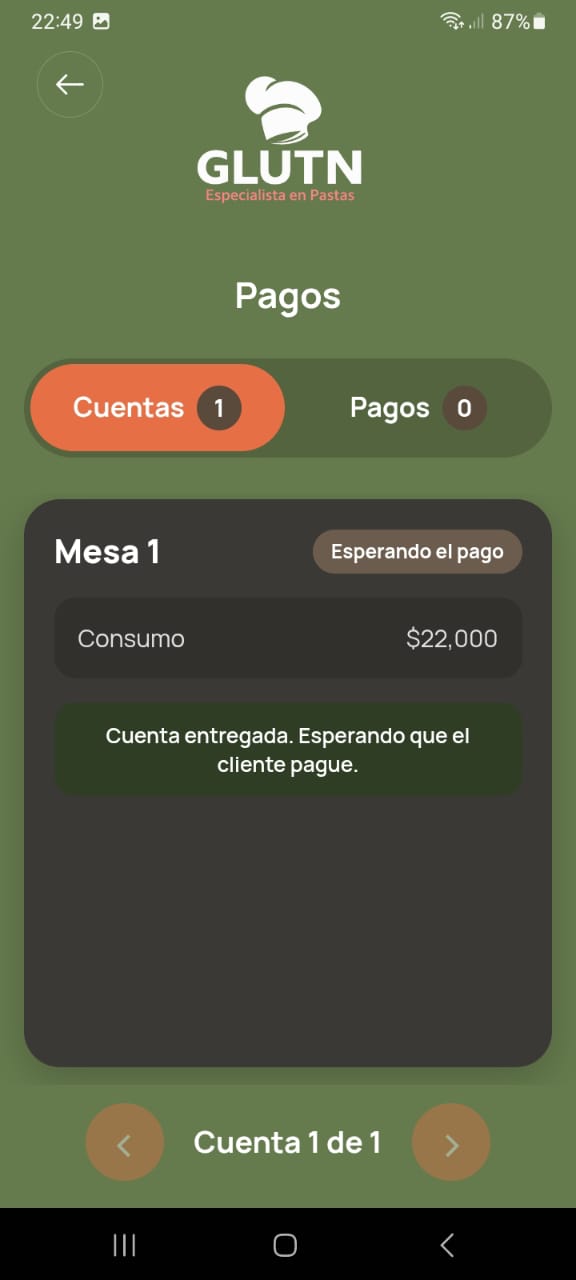 22:49
87%
GLUTN
Especialista en Pastas
Pagos
Cuentas 1
Pagos 0
Mesa 1
Esperando el pago
Consumo
$22,000
Cuenta entregada. Esperando que el
cliente pague.
Cuenta 1 de 1